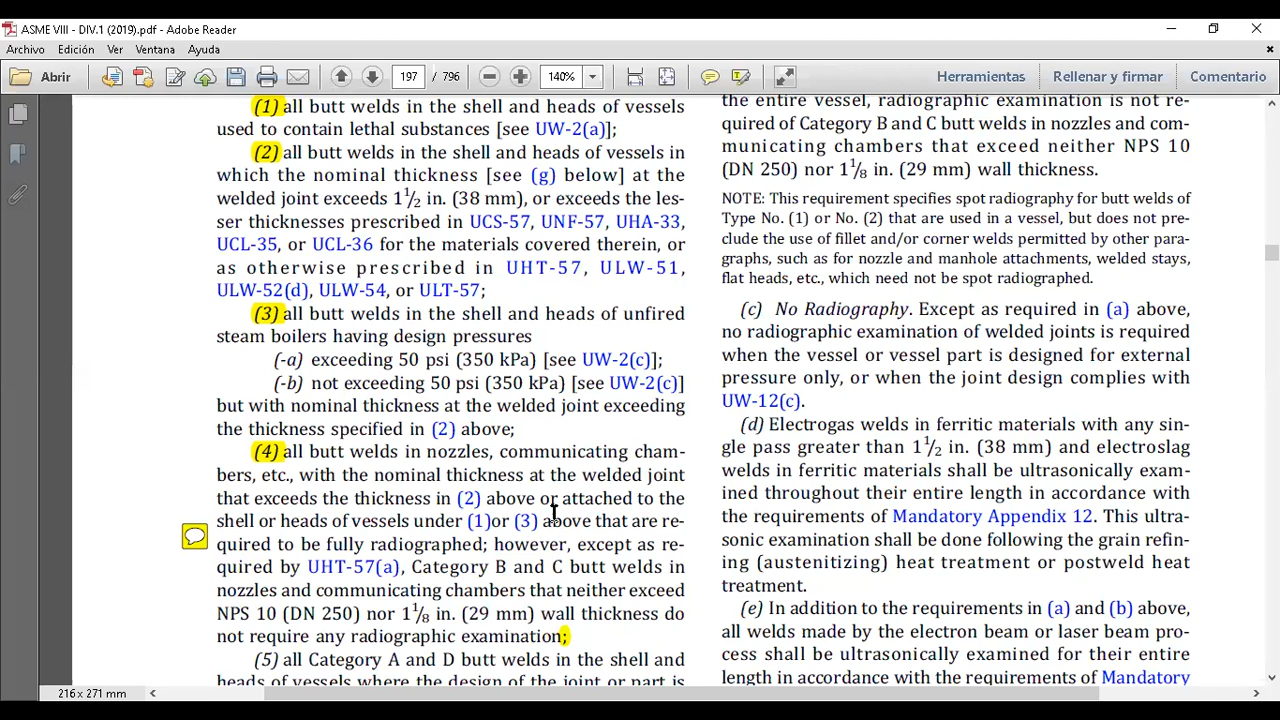 ASME VIII - DIV.1 (2019).pdf - Adobe Reader
Archivo Edición Ver Ventana Ayuda
Abrir 197 / 796 140% Herramientas Rellenar y firmar Comentario
(1) all butt welds in the shell and heads of vessels
used to contain lethal substances [see UW-2(a)];
(2) all butt welds in the shell and heads of vessels in
which the nominal thickness [see (g) below] at the
welded joint exceeds 1 1/2 in. (38 mm), or exceeds the les-
ser thicknesses prescribed in UCS-57, UNF-57, UHA-33,
UCL-35, or UCL-36 for the materials covered therein, or
as otherwise prescribed in UHT-57, ULW-51,
ULW-52(d), ULW-54, or ULT-57;
(3) all butt welds in the shell and heads of unfired
steam boilers having design pressures
(-a) exceeding 50 psi (350 kPa) [see UW-2(c)];
(-b) not exceeding 50 psi (350 kPa) [see UW-2(c)]
but with nominal thickness at the welded joint exceeding
the thickness specified in (2) above;
(4) all butt welds in nozzles, communicating cham-
bers, etc., with the nominal thickness at the welded joint
that exceeds the thickness in (2) above or attached to the
shell or heads of vessels under (1)or (3) above that are re-
quired to be fully radiographed; however, except as re-
quired by UHT-57(a), Category B and C butt welds in
nozzles and communicating chambers that neither exceed
NPS 10 (DN 250) nor 1 1/8 in. (29 mm) wall thickness do
not require any radiographic examination;
(5) all Category A and D butt welds in the shell and
heads of vessels where the design of the joint or part is
the entire vessel, radiographic examination is not re-
quired of Category B and C butt welds in nozzles and com-
municating chambers that exceed neither NPS 10
(DN 250) nor 1 1/8 in. (29 mm) wall thickness.
NOTE: This requirement specifies spot radiography for butt welds of
Type No. (1) or No. (2) that are used in a vessel, but does not pre-
clude the use of fillet and/or corner welds permitted by other para-
graphs, such as for nozzle and manhole attachments, welded stays,
flat heads, etc., which need not be spot radiographed.
(c) No Radiography. Except as required in (a) above,
no radiographic examination of welded joints is required
when the vessel or vessel part is designed for external
pressure only, or when the joint design complies with
UW-12(c).
(d) Electrogas welds in ferritic materials with any sin-
gle pass greater than 1 1/2 in. (38 mm) and electroslag
welds in ferritic materials shall be ultrasonically exam-
ined throughout their entire length in accordance with
the requirements of Mandatory Appendix 12. This ultra-
sonic examination shall be done following the grain refin-
ing (austenitizing) heat treatment or postweld heat
treatment.
(e) In addition to the requirements in (a) and (b) above,
all welds made by the electron beam or laser beam pro-
cess shall be ultrasonically examined for their entire
length in accordance with the requirements of Mandatory
216 x 271 mm